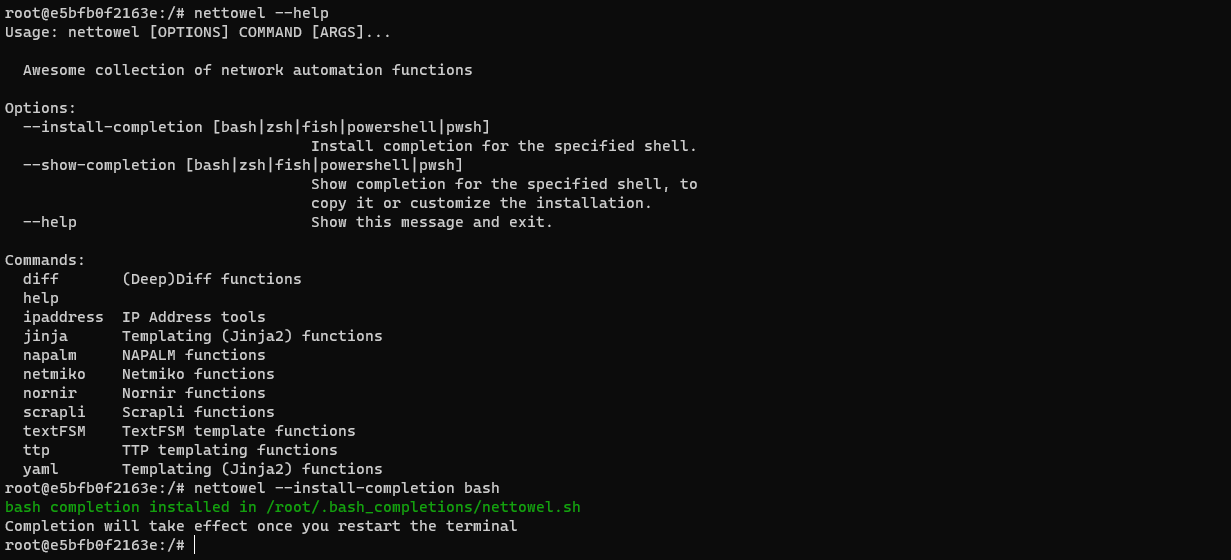 root@e5bfb0f2163e:/# nettowel --help
Usage: nettowel [OPTIONS] COMMAND [ARGS]...

  Awesome collection of network automation functions

Options:
  --install-completion [bash|zsh|fish|powershell|pwsh]
                                  Install completion for the specified shell.
  --show-completion [bash|zsh|fish|powershell|pwsh]
                                  Show completion for the specified shell, to
                                  copy it or customize the installation.
  --help                          Show this message and exit.

Commands:
  diff       (Deep)Diff functions
  help
  ipaddress  IP Address tools
  jinja      Templating (Jinja2) functions
  napalm     NAPALM functions
  netmiko    Netmiko functions
  nornir     Nornir functions
  scrapli    Scrapli functions
  textFSM    TextFSM template functions
  ttp        TTP templating functions
  yaml       Templating (Jinja2) functions
root@e5bfb0f2163e:/# nettowel --install-completion bash
bash completion installed in /root/.bash_completions/nettowel.sh
Completion will take effect once you restart the terminal
root@e5bfb0f2163e:/#